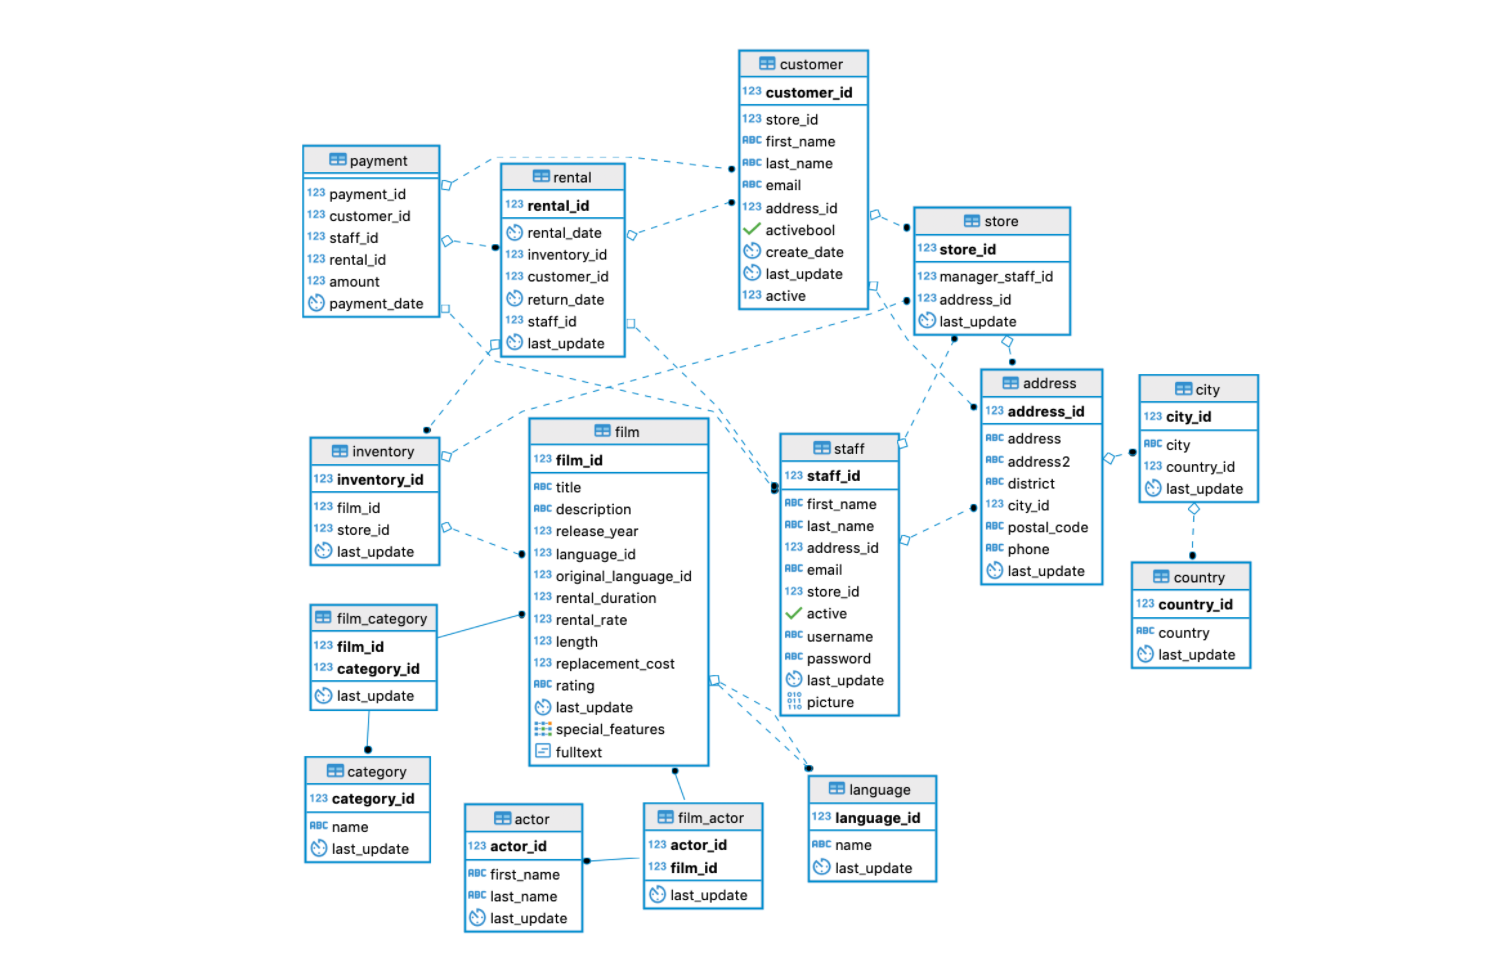 customer
123 customer_id
123 store_id
ABC first_name
ABC last_name
ABC email
123 address_id
activebool
create_date
last_update
123 active
payment
123 payment_id
123 customer_id
123 staff_id
123 rental_id
123 amount
payment_date
rental
123 rental_id
rental_date
123 inventory_id
123 customer_id
return_date
123 staff_id
last_update
store
123 store_id
123 manager_staff_id
123 address_id
last_update
address
123 address_id
ABC address
ABC address2
ABC district
123 city_id
ABC postal_code
ABC phone
last_update
city
123 city_id
ABC city
123 country_id
last_update
inventory
123 inventory_id
123 film_id
123 store_id
last_update
film
123 film_id
ABC title
ABC description
123 release_year
123 language_id
123 original_language_id
123 rental_duration
123 rental_rate
123 length
123 replacement_cost
ABC rating
last_update
special_features
fulltext
staff
123 staff_id
ABC first_name
ABC last_name
123 address_id
ABC email
123 store_id
active
ABC username
ABC password
last_update
010
011
110 picture
country
123 country_id
ABC country
last_update
film_category
123 film_id
123 category_id
last_update
category
123 category_id
ABC name
last_update
actor
123 actor_id
ABC first_name
ABC last_name
last_update
film_actor
123 actor_id
123 film_id
last_update
language
123 language_id
ABC name
last_update